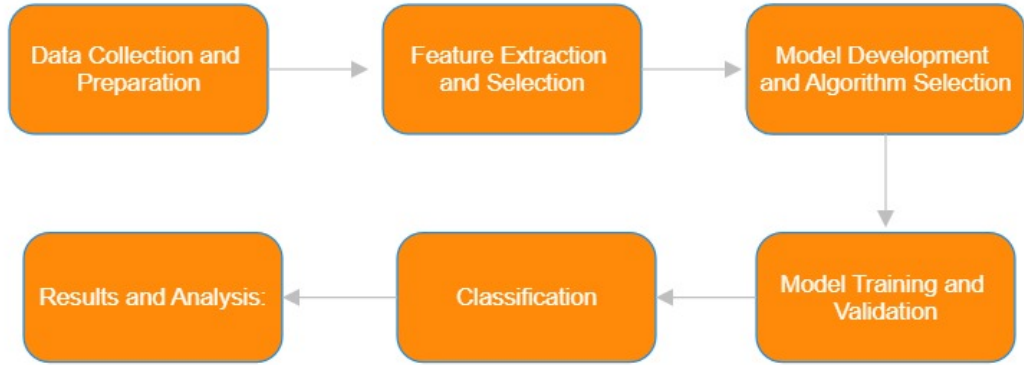 Data Collection and
Preparation
Feature Extraction
and Selection
Model Development
and Algorithm Selection
Model Training and
Validation
Classification
Results and Analysis: